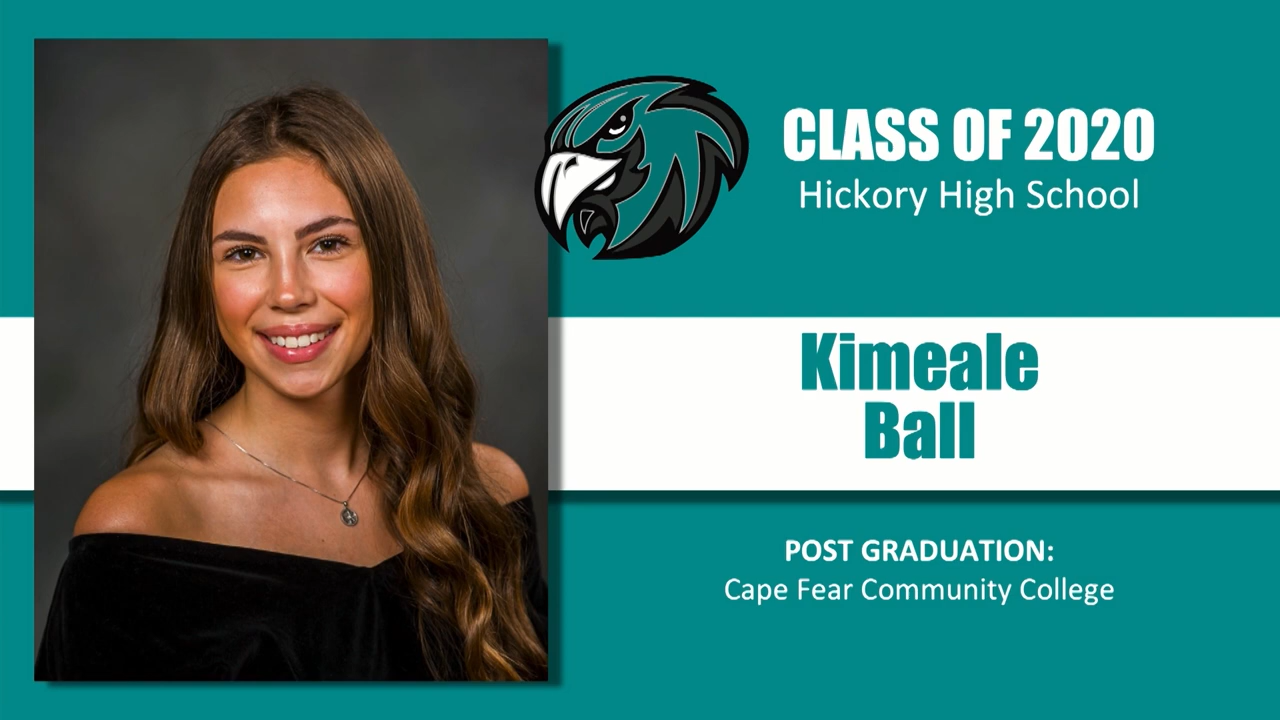 CLASS OF 2020
Hickory High School
Kimeale
Ball
POST GRADUATION:
Cape Fear Community College